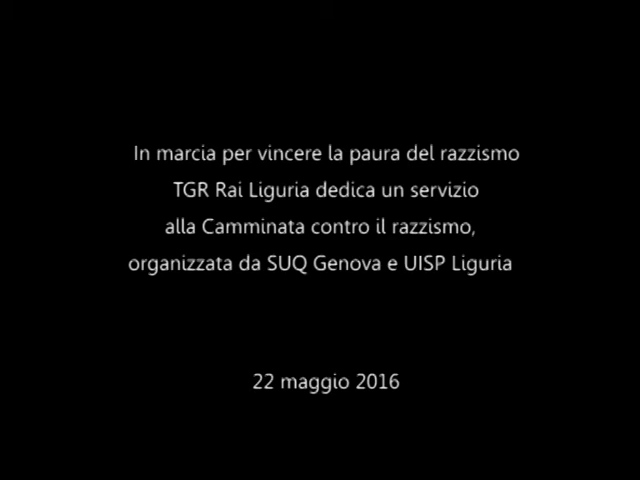 In marcia per vincere la paura del razzismo
TGR Rai Liguria dedica un servizio
alla Camminata contro il razzismo,
organizzata da SUQ Genova e UISP Liguria
22 maggio 2016